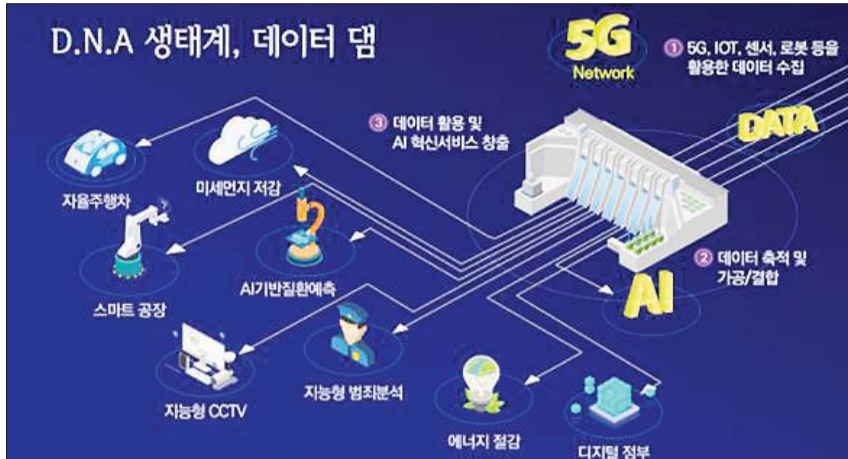 D.N.A 생태계, 데이터 댐
5G
Network
1 5G, IOT, 센서, 로봇 등을
활용한 데이터 수집
DATA
3 데이터 활용 및
AI 혁신서비스 창출
자율주행차
미세먼지 저감
스마트 공장
AI기반질환예측
2 데이터 축적 및
가공/결합
AI
지능형 CCTV
지능형 범죄분석
에너지 절감
디지털 정부